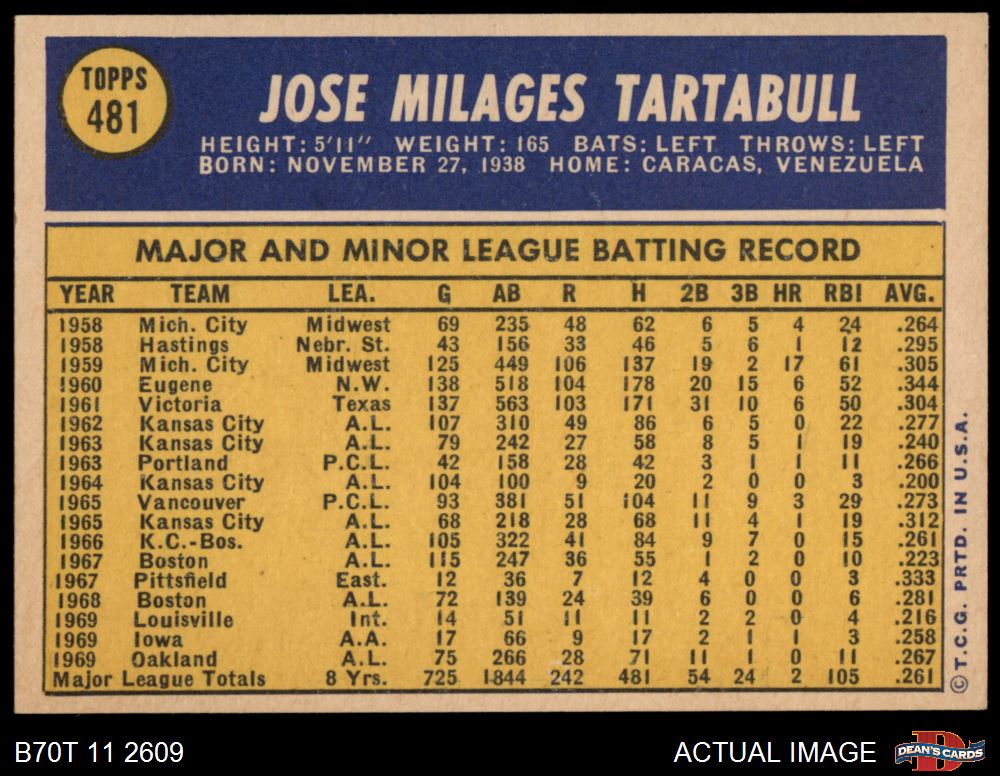 TOPPS
481
JOSE MILAGES TARTABULL
HEIGHT: 5'11" WEIGHT: 165 BATS: LEFT THROWS: LEFT
BORN: NOVEMBER 27, 1938 HOME: CARACAS, VENEZUELA
MAJOR AND MINOR LEAGUE BATTING RECORD
YEAR TEAM LEA. G AB R H 2B 3B HR RBI AVG.
1958 Mich. City Midwest 69 235 48 62 6 5 4 24 .264
1958 Hastings Nebr. St. 43 156 33 46 5 6 1 12 .295
1959 Mich. City Midwest 125 449 106 137 19 2 17 61 .305
1960 Eugene N.W. 138 518 104 178 20 15 6 52 .344
1961 Victoria Texas 137 563 103 171 31 10 6 50 .304
1962 Kansas City A.L. 107 310 49 86 6 5 0 22 .277
1963 Kansas City A.L. 79 242 27 58 8 5 1 19 .240
1963 Portland P.C.L. 42 158 28 42 3 1 1 11 .266
1964 Kansas City A.L. 104 100 9 20 2 0 0 3 .200
1965 Vancouver P.C.L. 93 381 51 104 11 9 3 29 .273
1965 Kansas City A.L. 68 218 28 68 11 4 1 19 .312
1966 K.C.-Bos. A.L. 105 322 41 84 9 7 0 15 .261
1967 Boston A.L. 115 247 36 55 1 2 0 10 .223
1967 Pittsfield East. 12 36 7 12 4 0 0 3 .333
1968 Boston A.L. 72 139 24 39 6 0 0 6 .281
1969 Louisville Int. 14 51 11 11 2 2 0 4 .216
1969 Iowa A.A. 17 66 9 17 2 1 1 3 .258
1969 Oakland A.L. 75 266 28 71 11 1 0 11 .267
Major League Totals 8 Yrs. 725 1844 242 481 54 24 2 105 .261
© T.C.G. PRTD. IN U.S.A.
B70T 11 2609 ACTUAL IMAGE
D
DEAN'S CARDS